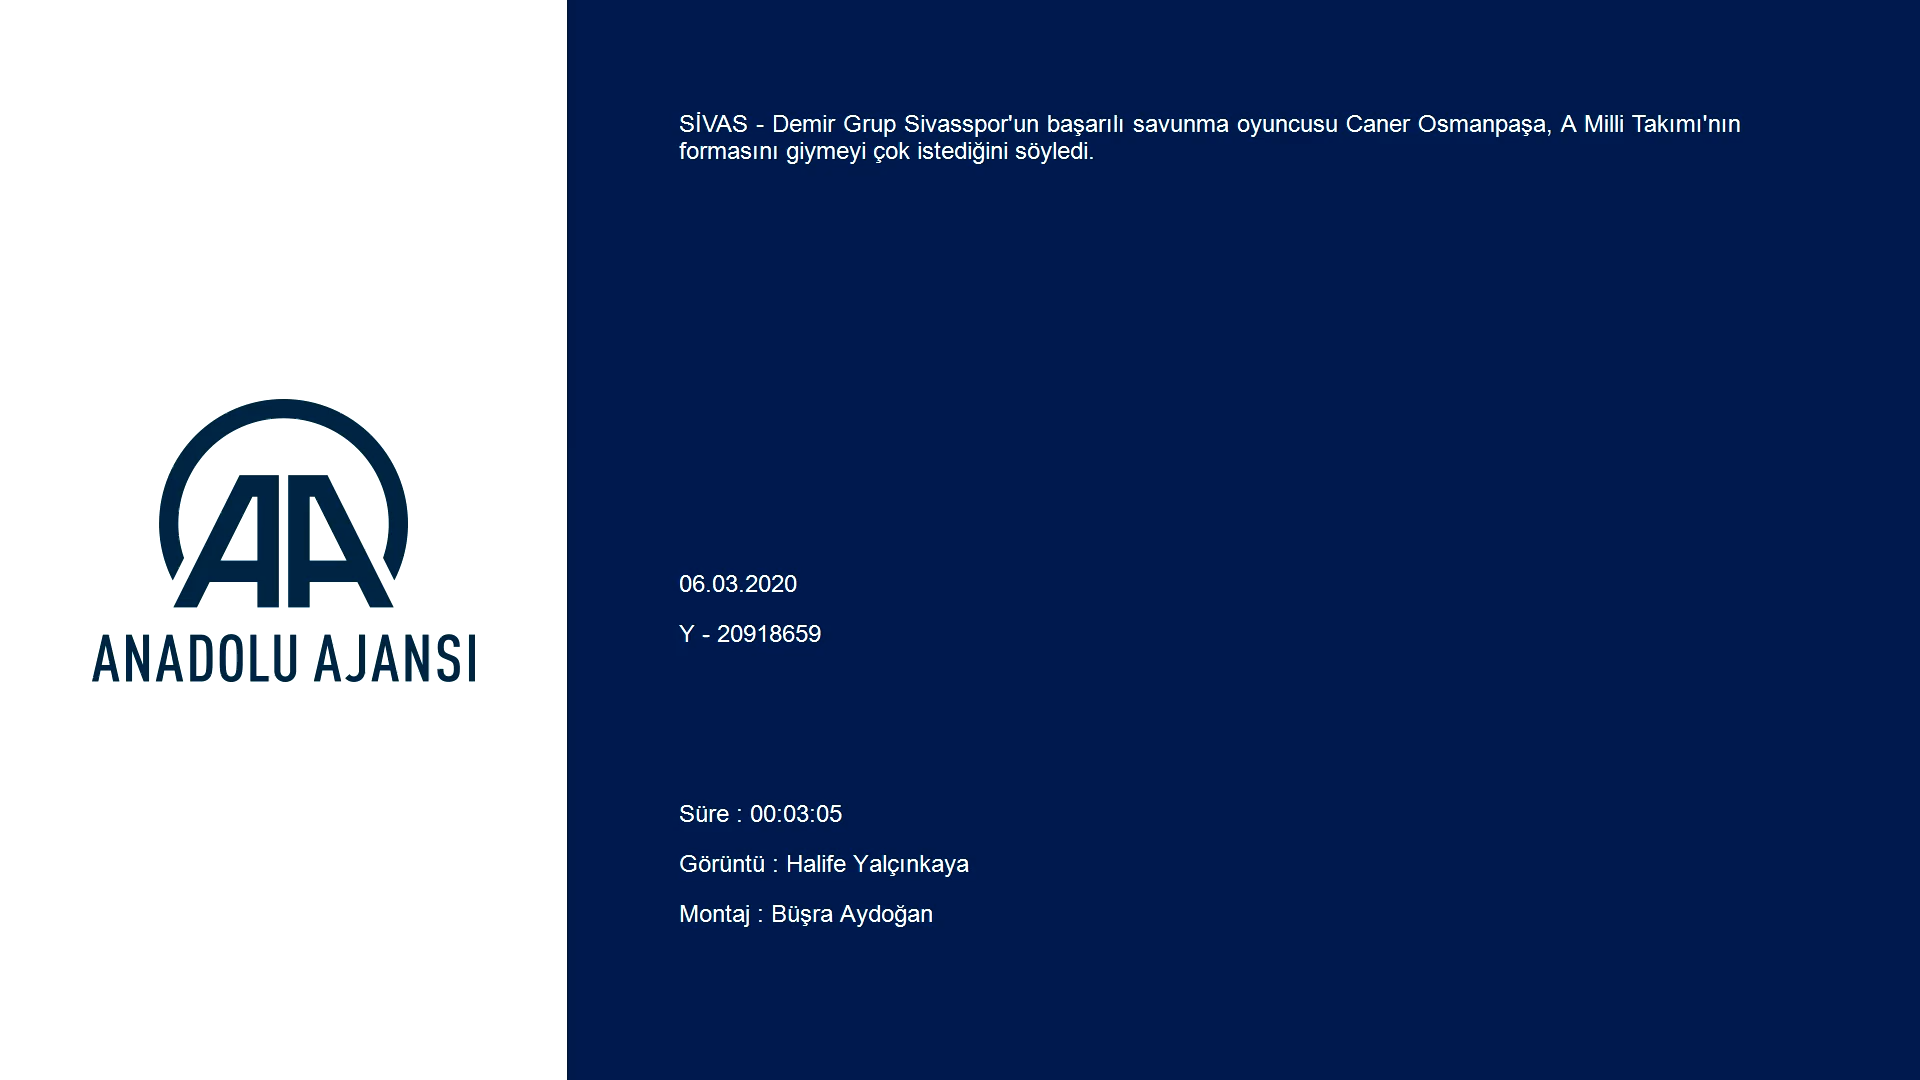 SİVAS - Demir Grup Sivasspor'un başarılı savunma oyuncusu Caner Osmanpaşa, A Milli Takımı'nın
formasını giymeyi çok istediğini söyledi.
AA
ANADOLU AJANSI
06.03.2020
Y - 20918659
Süre : 00:03:05
Görüntü : Halife Yalçınkaya
Montaj : Büşra Aydoğan